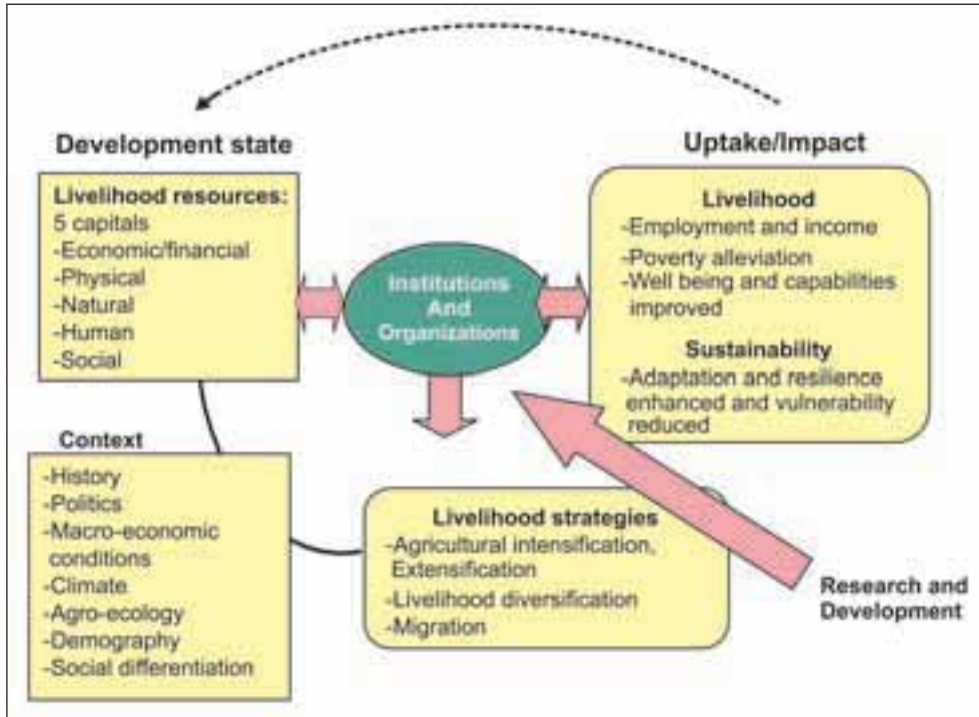 Development state
Livelihood resources:
5 capitals
-Economic/financial
-Physical
-Natural
-Human
-Social
Context
-History
-Politics
-Macro-economic
conditions
-Climate
-Agro-ecology
-Demography
-Social differentiation
Institutions
And
Organizations
Livelihood strategies
-Agricultural intensification,
Extensification
-Livelihood diversification
-Migration
Uptake/Impact
Livelihood
-Employment and income
-Poverty alleviation
-Well being and capabilities
improved
Sustainability
-Adaptation and resilience
enhanced and vulnerability
reduced
Research and
Development